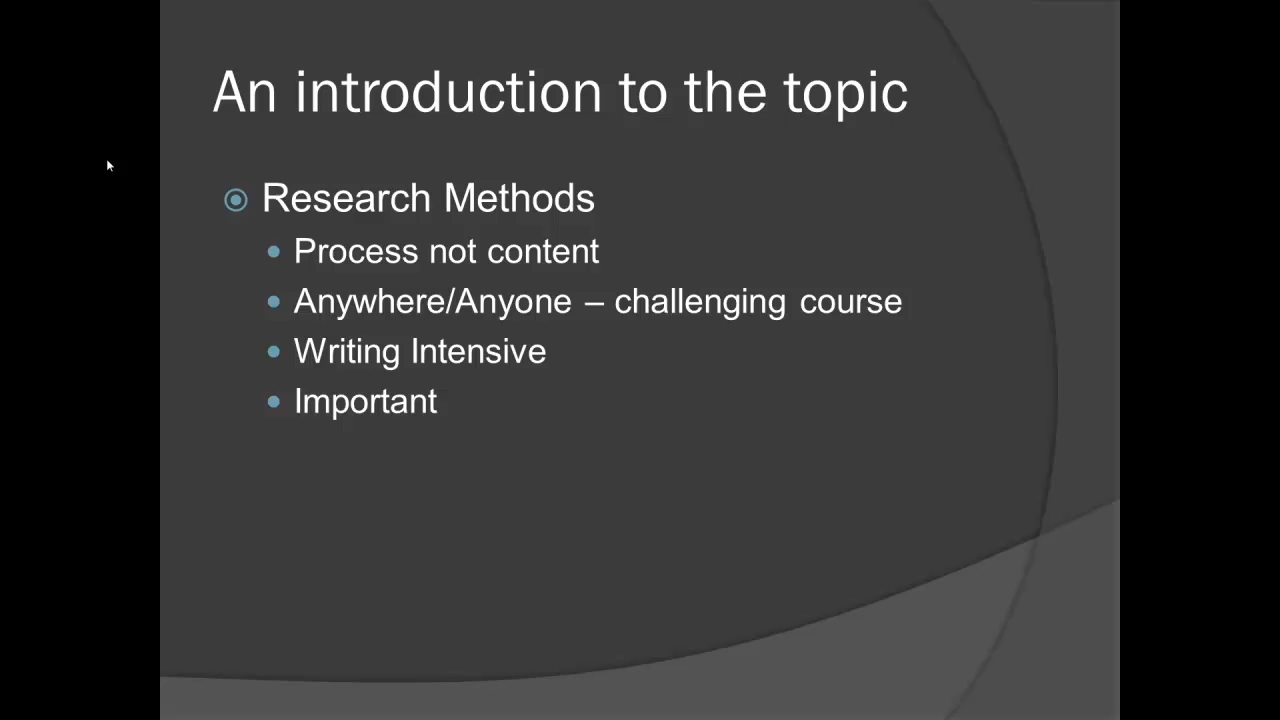 An introduction to the topic
Research Methods
Process not content
Anywhere/Anyone – challenging course
Writing Intensive
Important